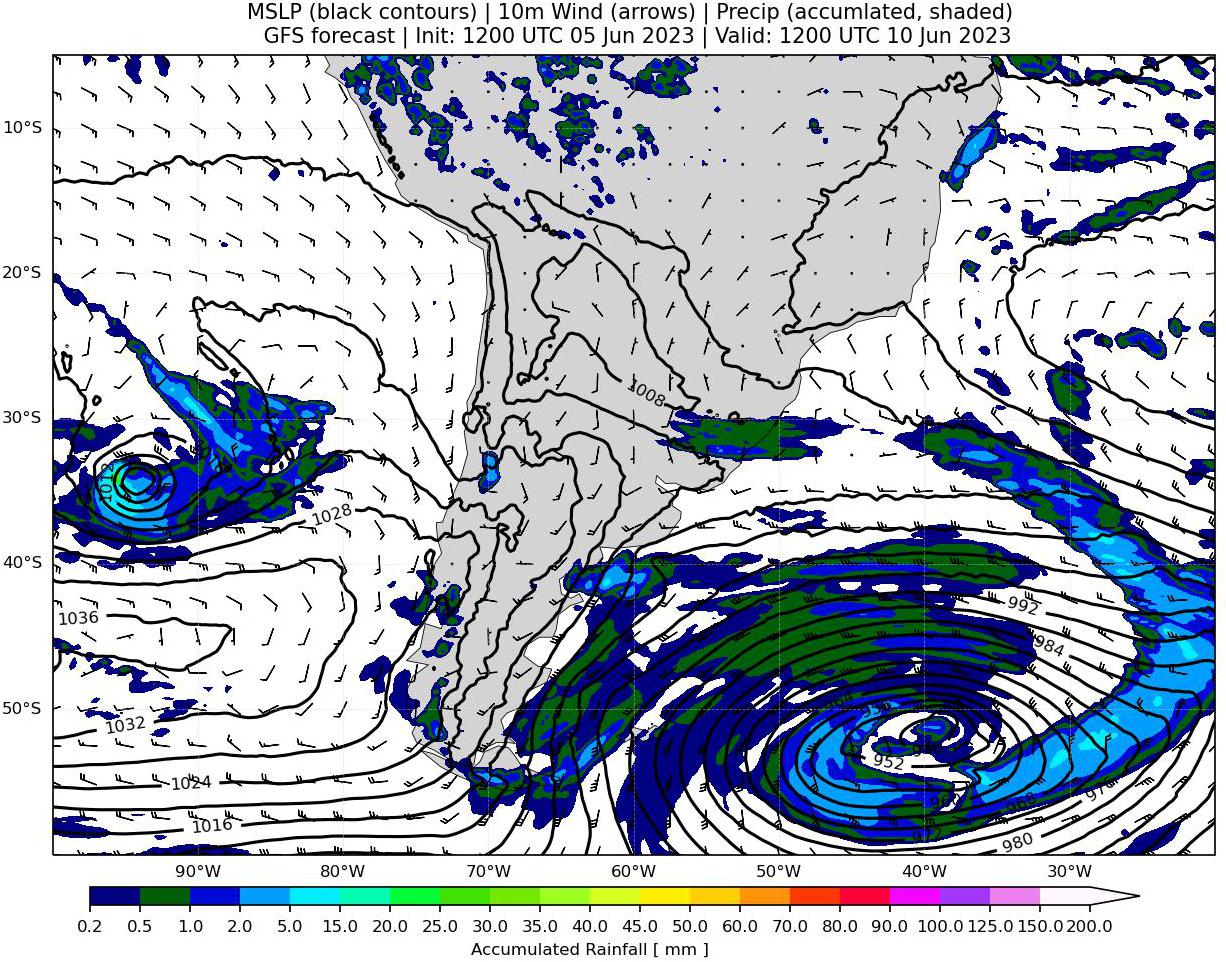 MSLP (black contours) | 10m Wind (arrows) | Precip (accumlated, shaded)
GFS forecast | Init: 1200 UTC 05 Jun 2023 | Valid: 1200 UTC 10 Jun 2023
10°S
20°S
30°S
40°S
50°S
1008
1012
1028
1036
992
984
1032
952
1024
968
976
1016
972
980
90°W
80°W
70°W
60°W
50°W
40°W
30°W
0.2 0.5 1.0 2.0 5.0 15.0 20.0 25.0 30.0 35.0 40.0 45.0 50.0 60.0 70.0 80.0 90.0 100.0 125.0 150.0 200.0
Accumulated Rainfall [ mm ]